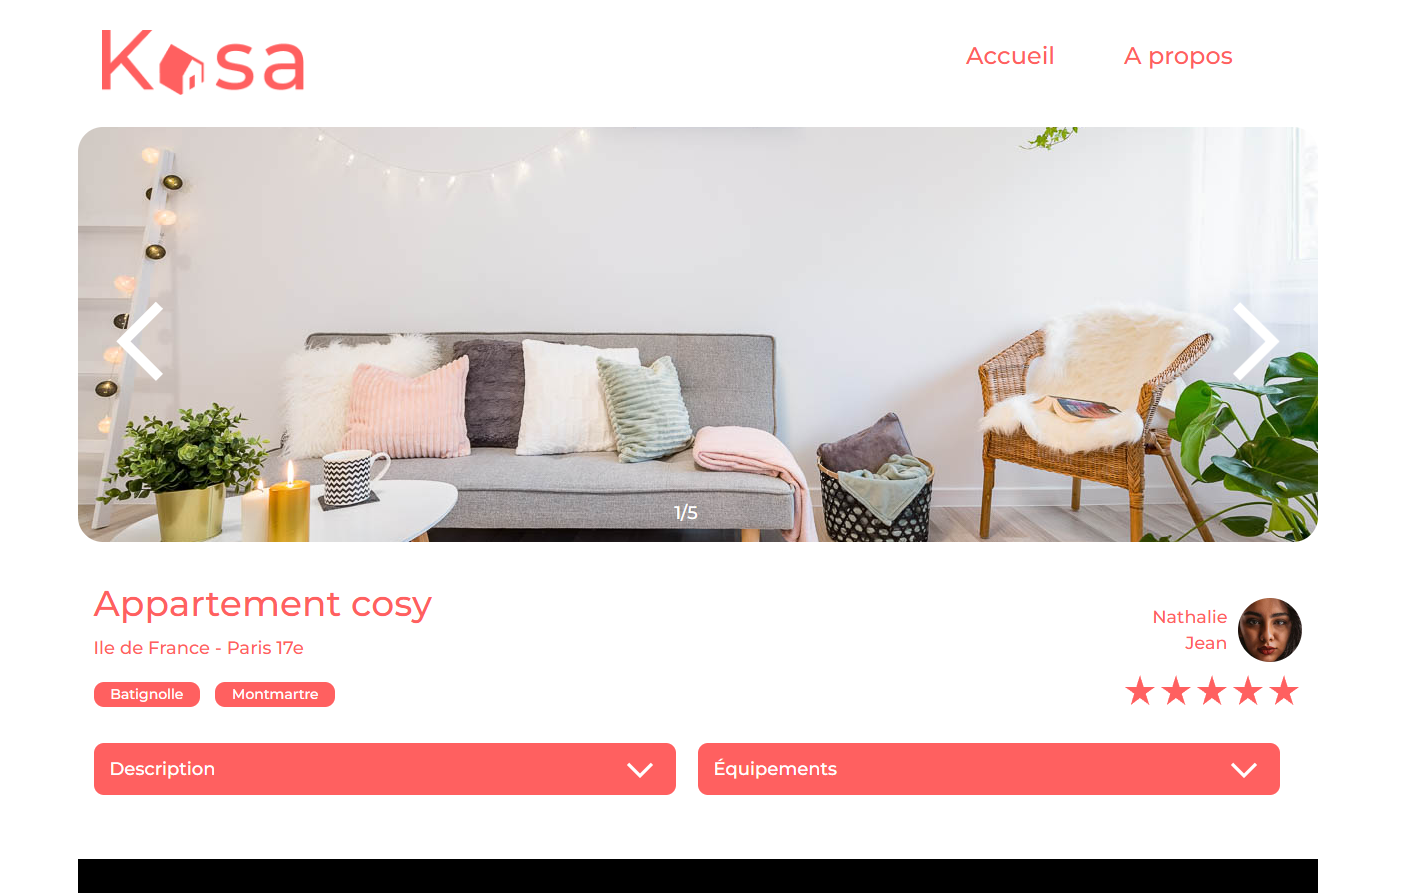 Kasa
Accueil
A propos
1/5
Appartement cosy
Ile de France - Paris 17e
Batignolle
Montmartre
Nathalie
Jean
Description
Équipements